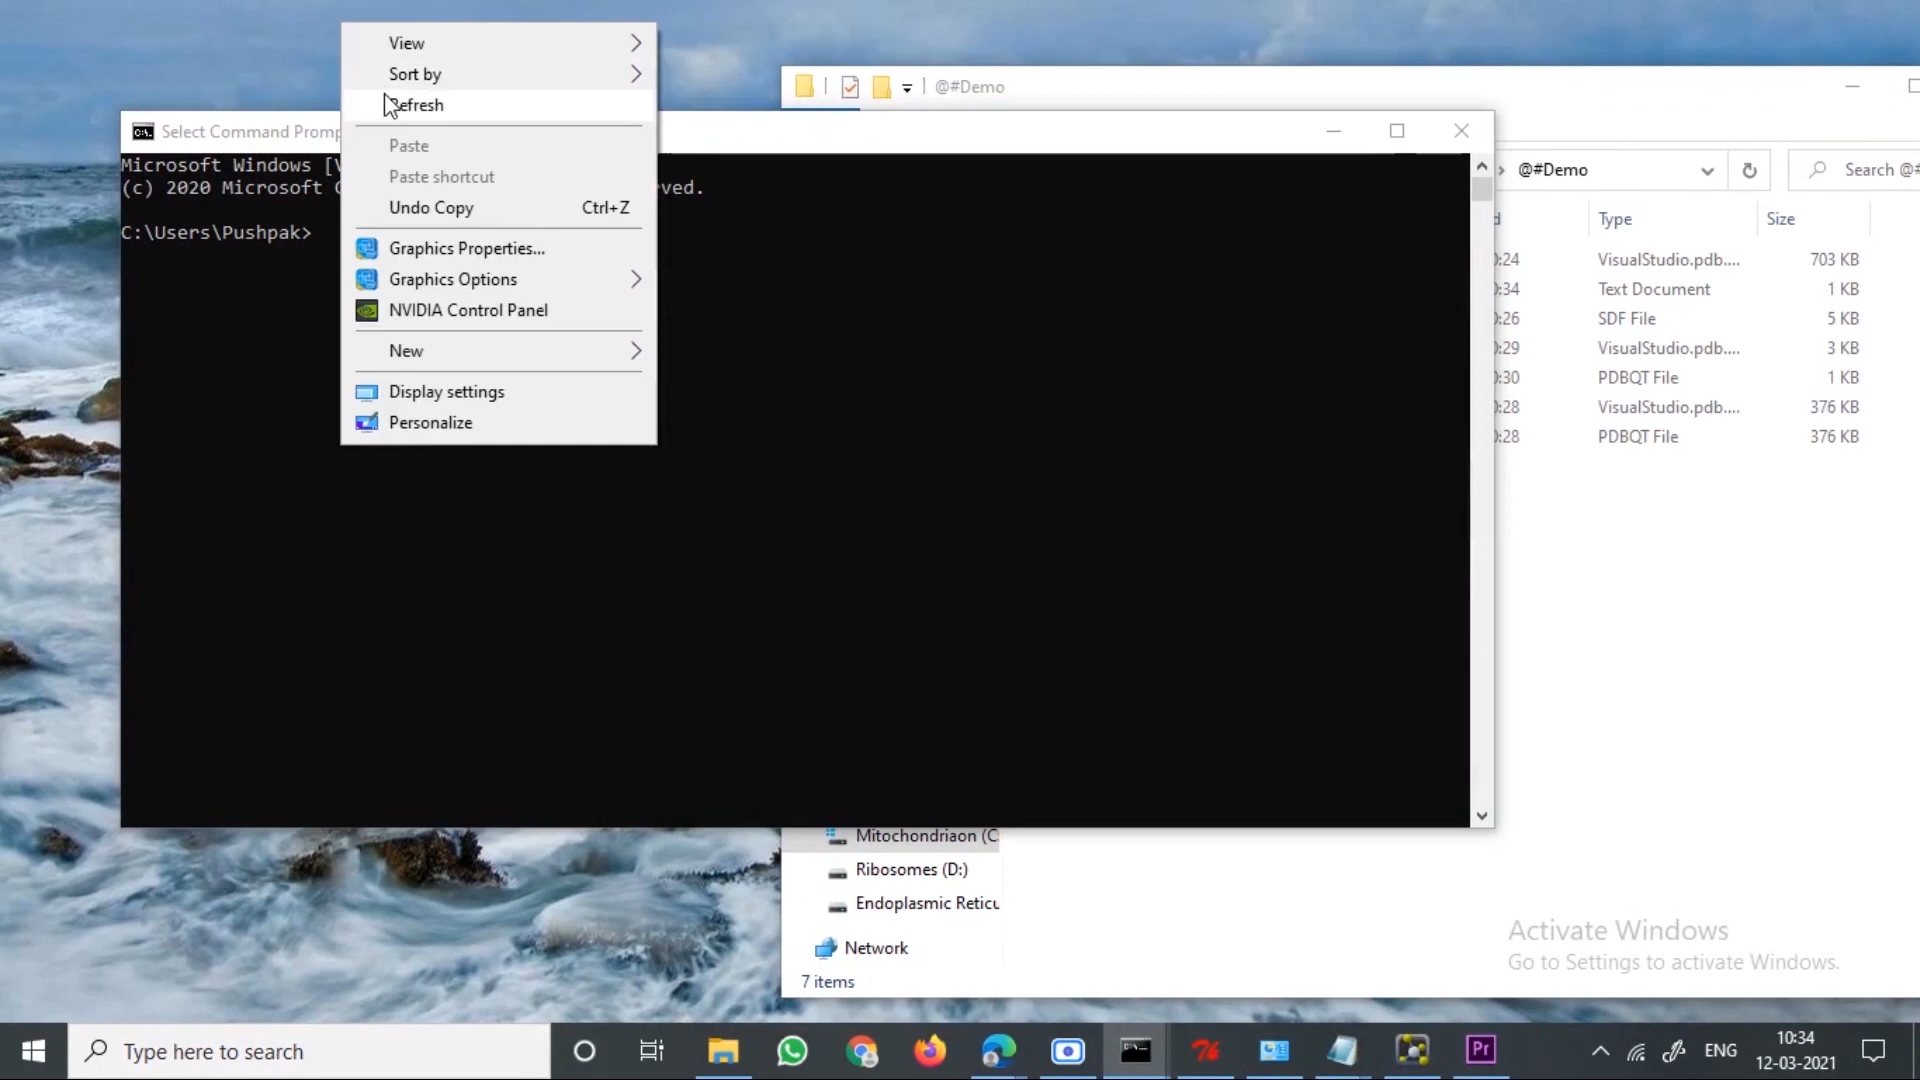 View
Sort by
Refresh
Paste
Paste shortcut
Undo Copy Ctrl+Z
Graphics Properties...
Graphics Options
NVIDIA Control Panel
New
Display settings
Personalize
@#Demo
Select Command Promp
Microsoft Windows [V
(c) 2020 Microsoft C ved.
C:\Users\Pushpak>
@#Demo
Search @#
d Type Size
:24 VisualStudio.pdb.... 703 KB
:34 Text Document 1 KB
:26 SDF File 5 KB
:29 VisualStudio.pdb.... 3 KB
:30 PDBQT File 1 KB
:28 VisualStudio.pdb.... 376 KB
:28 PDBQT File 376 KB
Mitochondriaon (C:
Ribosomes (D:)
Endoplasmic Reticu
Network
7 items
Activate Windows
Go to Settings to activate Windows.
Type here to search
Pr
ENG
10:34
12-03-2021